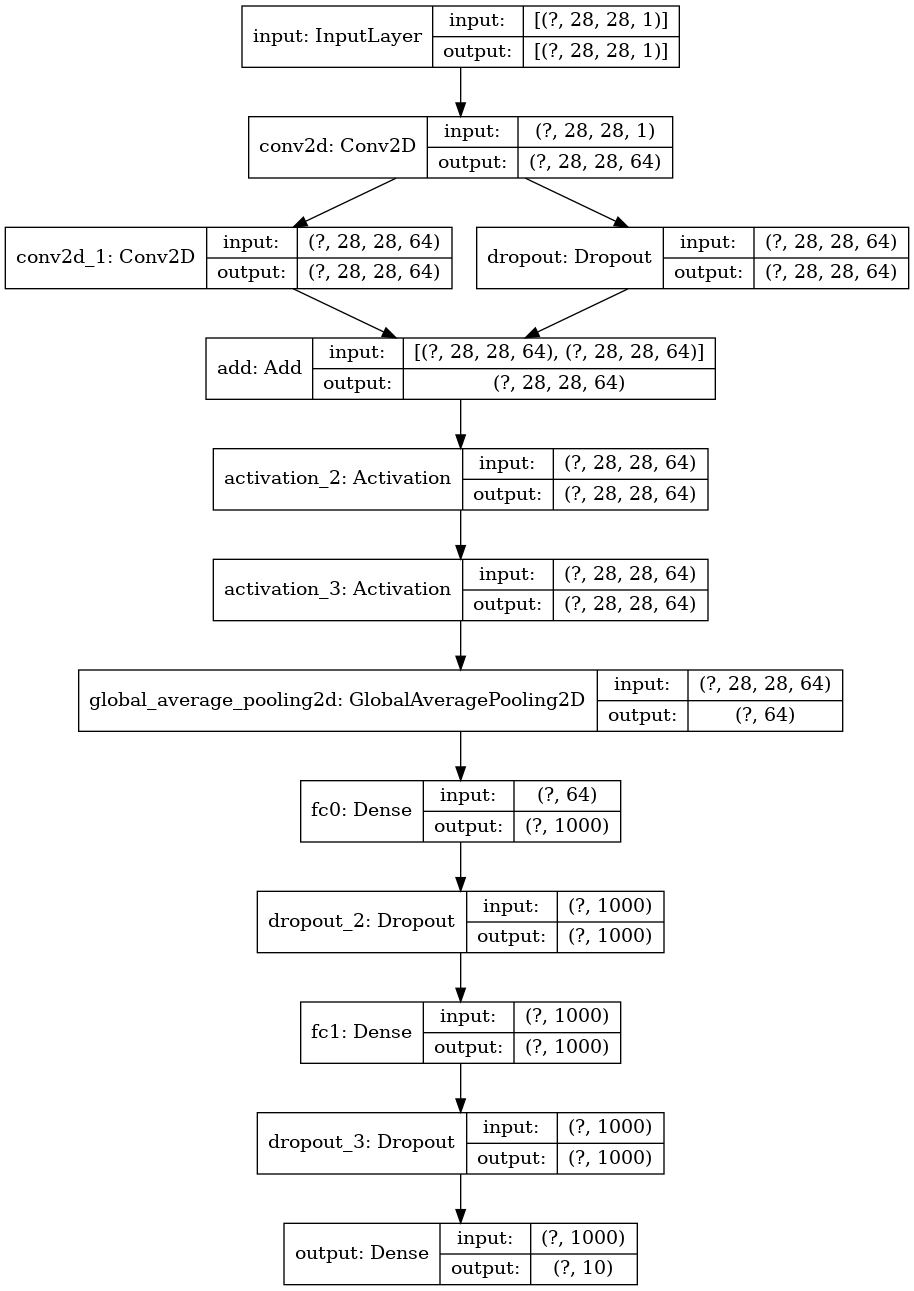 input: InputLayer
input:
[(?, 28, 28, 1)]
output:
[(?, 28, 28, 1)]
conv2d: Conv2D
input:
(?, 28, 28, 1)
output:
(?, 28, 28, 64)
conv2d_1: Conv2D
input:
(?, 28, 28, 64)
output:
(?, 28, 28, 64)
dropout: Dropout
input:
(?, 28, 28, 64)
output:
(?, 28, 28, 64)
add: Add
input:
[(?, 28, 28, 64), (?, 28, 28, 64)]
output:
(?, 28, 28, 64)
activation_2: Activation
input:
(?, 28, 28, 64)
output:
(?, 28, 28, 64)
activation_3: Activation
input:
(?, 28, 28, 64)
output:
(?, 28, 28, 64)
global_average_pooling2d: GlobalAveragePooling2D
input:
(?, 28, 28, 64)
output:
(?, 64)
fc0: Dense
input:
(?, 64)
output:
(?, 1000)
dropout_2: Dropout
input:
(?, 1000)
output:
(?, 1000)
fc1: Dense
input:
(?, 1000)
output:
(?, 1000)
dropout_3: Dropout
input:
(?, 1000)
output:
(?, 1000)
output: Dense
input:
(?, 1000)
output:
(?, 10)